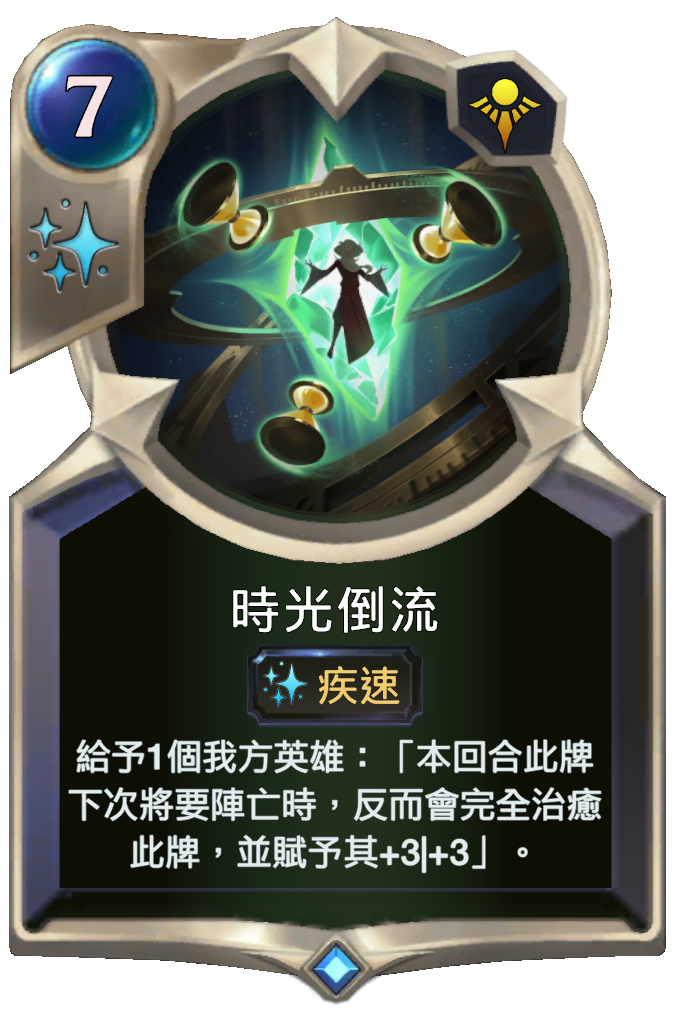 7
時光倒流
疾速
給予1個我方英雄：「本回合此牌
下次將要陣亡時，反而會完全治癒
此牌，並賦予其+3|+3」。